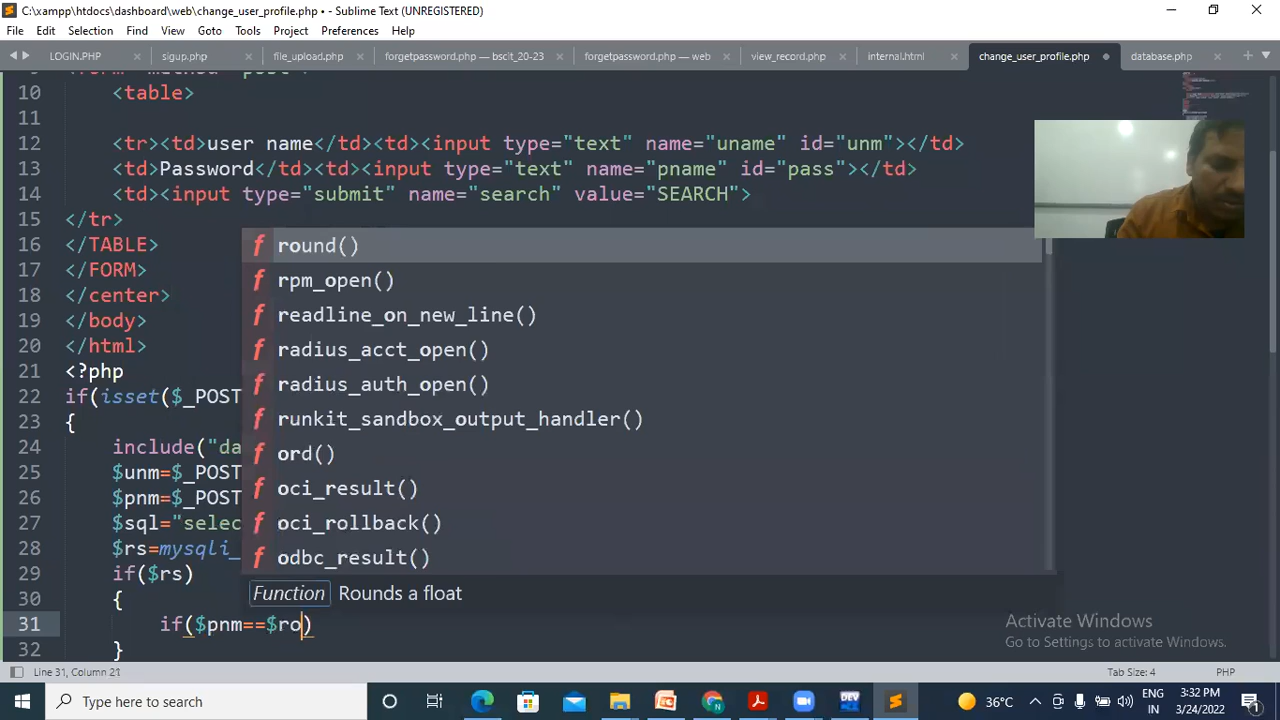 C:\xampp\htdocs\dashboard\web\change_user_profile.php • - Sublime Text (UNREGISTERED)
File Edit Selection Find View Goto Tools Project Preferences Help
LOGIN.PHP sigup.php file_upload.php forgetpassword.php — bscit_20-23 forgetpassword.php — web view_record.php internal.html change_user_profile.php database.php
10 <table>
11
12 <tr><td>user name</td><td><input type="text" name="uname" id="unm"></td>
13 <td>Password</td><td><input type="text" name="pname" id="pass"></td>
14 <td><input type="submit" name="search" value="SEARCH">
15 </tr>
16 </TABLE>
17 </FORM>
18 </center>
19 </body>
20 </html>
21 <?php
22 if(isset($_POST
23 {
24 include("da
25 $unm=$_POST
26 $pnm=$_POST
27 $sql="selec
28 $rs=mysqli_
29 if($rs)
30 {
31 if($pnm==$ro)
32 }
f round()
f rpm_open()
f readline_on_new_line()
f radius_acct_open()
f radius_auth_open()
f runkit_sandbox_output_handler()
f ord()
f oci_result()
f oci_rollback()
f odbc_result()
Function Rounds a float
Activate Windows
Go to Settings to activate Windows.
Line 31, Column 21 Tab Size: 4 PHP
Type here to search
DEV
36°C
ENG
IN
3:32 PM
3/24/2022
1